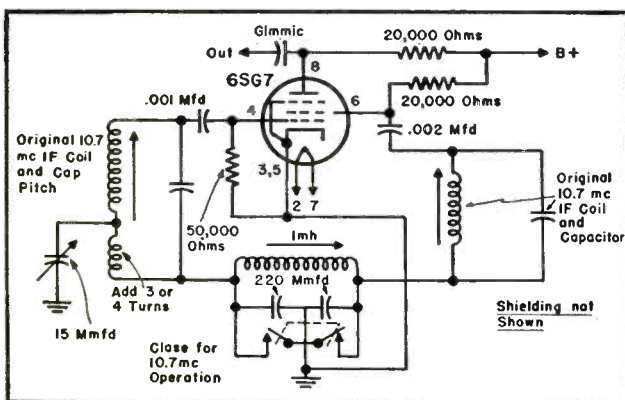 Gimmic
Out
8
6SG7
20,000 Ohms
B+
20,000 Ohms
6
.001 Mfd
4
.002 Mfd
Original 10.7
mc IF Coil
and Cap
Pitch
3,5
2 7
50,000
Ohms
Original
10.7 mc
IF Coil
and
Capacitor
1mh
220 Mmfd
Add 3 or
4 Turns
15 Mmfd
Close for
10.7mc
Operation
Shielding not
Shown